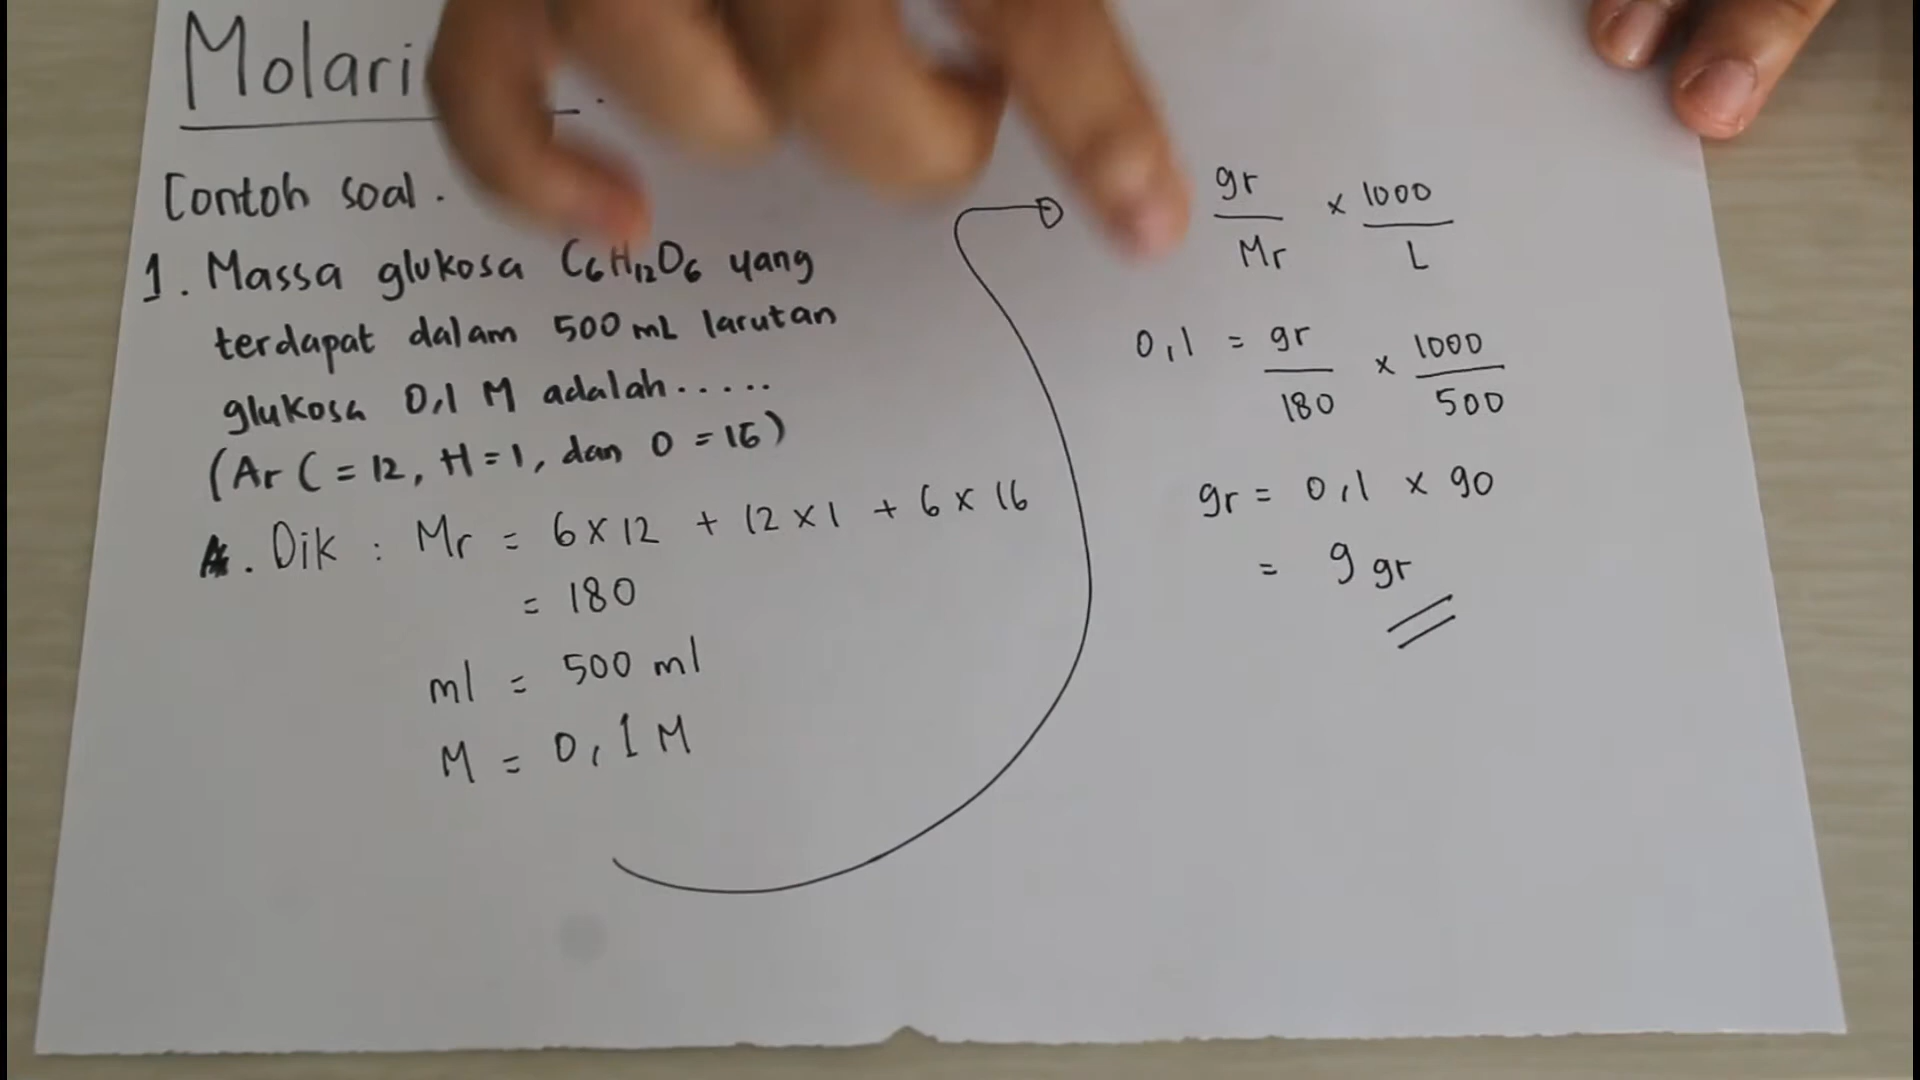 Contoh soal.
1. Massa glukosa C₆H₁₂O₆ yang
terdapat dalam 500 mL larutan
glukosa 0,1 M adalah.....
(Ar C = 12, H = 1, dan O = 16)
A. Dik : Mr = 6 x 12 + 12 x 1 + 6 x 16
= 180
ml = 500 ml
M = 0,1 M
gr/Mr x 1000/L
0,1 = gr/180 x 1000/500
gr = 0,1 x 90
= 9 gr